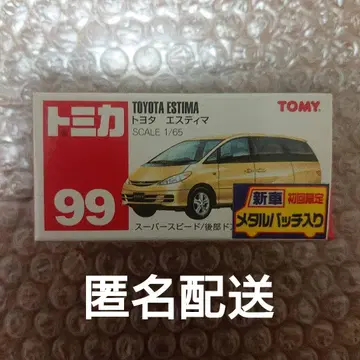 トミカ
TOYOTA ESTIMA
トヨタ エスティマ
SCALE 1/65
TOMY
99
新車 初回限定
メタルバッチ入り
スーパースピード/後部ド
匿名配送